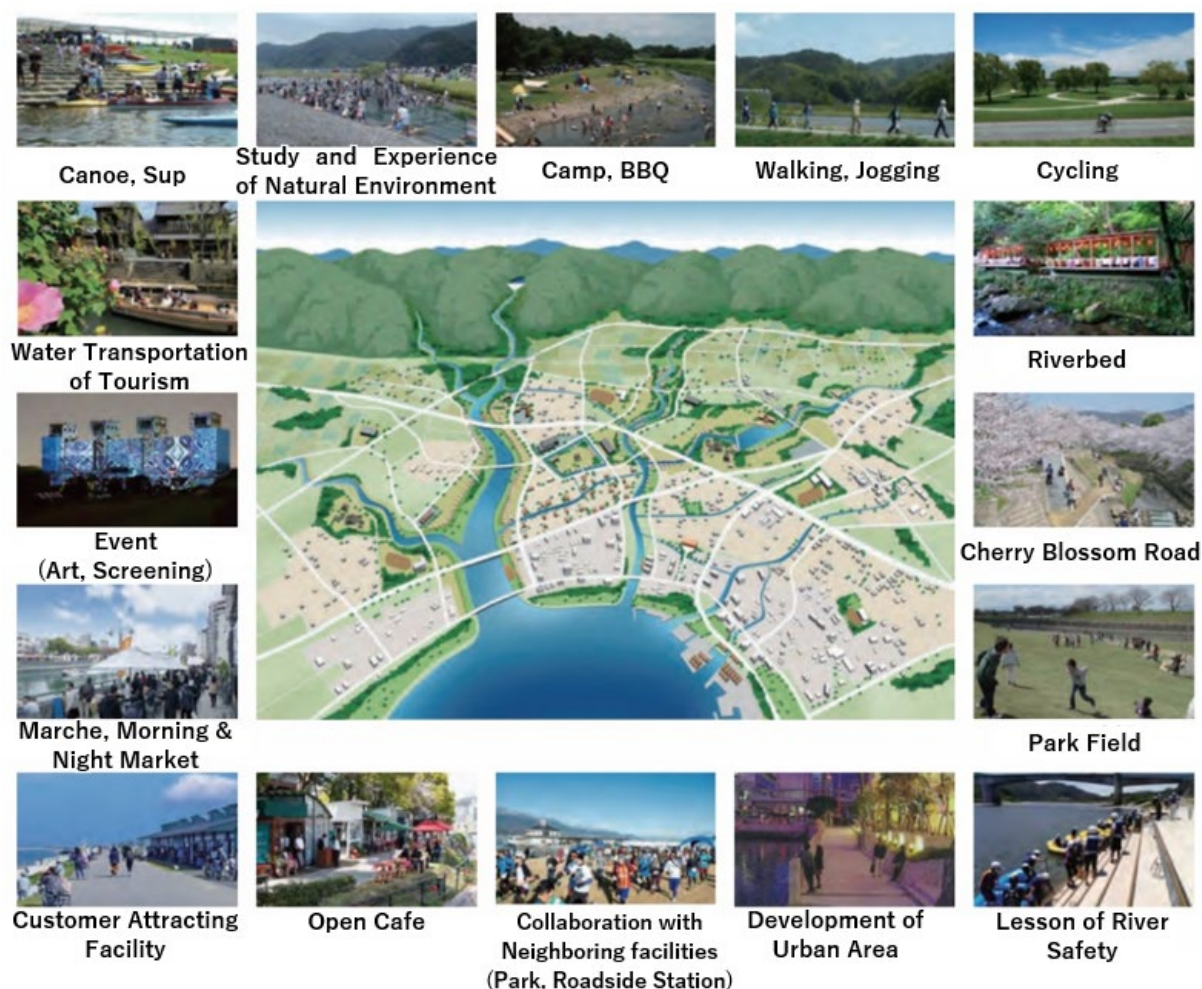 Canoe, Sup
Study and Experience
of Natural Environment
Camp, BBQ
Walking, Jogging
Cycling
Water Transportation
of Tourism
Riverbed
Event
(Art, Screening)
Cherry Blossom Road
Marche, Morning &
Night Market
Park Field
Customer Attracting
Facility
Open Cafe
Collaboration with
Neighboring facilities
(Park, Roadside Station)
Development of
Urban Area
Lesson of River
Safety